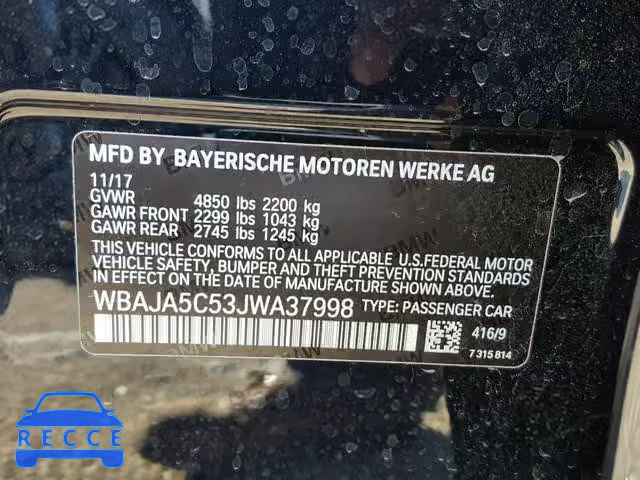 MFD BY BAYERISCHE MOTOREN WERKE AG
11/17
GVWR 4850 lbs 2200 kg
GAWR FRONT 2299 lbs 1043 kg
GAWR REAR 2745 lbs 1245 kg
THIS VEHICLE CONFORMS TO ALL APPLICABLE U.S.FEDERAL MOTOR
VEHICLE SAFETY, BUMPER AND THEFT PREVENTION STANDARDS
IN EFFECT ON THE DATE OF MANUFACTURE SHOWN ABOVE.
WBAJA5C53JWA37998 TYPE: PASSENGER CAR
416/9
7 315 814
RECCE